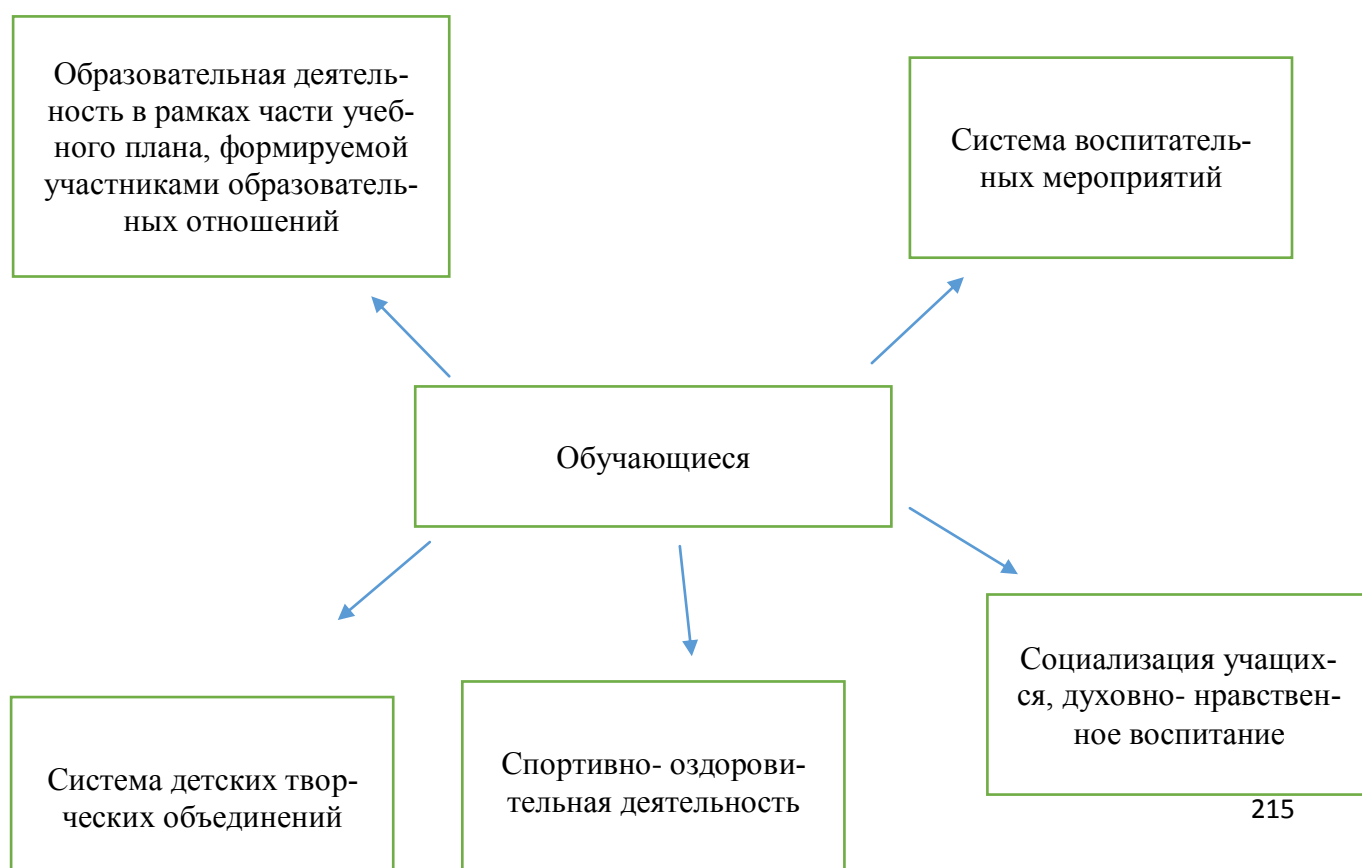 Образовательная деятель-
ность в рамках части учеб-
ного плана, формируемой
участниками образователь-
ных отношений
Система воспитатель-
ных мероприятий
Обучающиеся
Социализация учащих-
ся, духовно- нравствен-
ное воспитание
Система детских твор-
ческих объединений
Спортивно- оздорови-
тельная деятельность
215